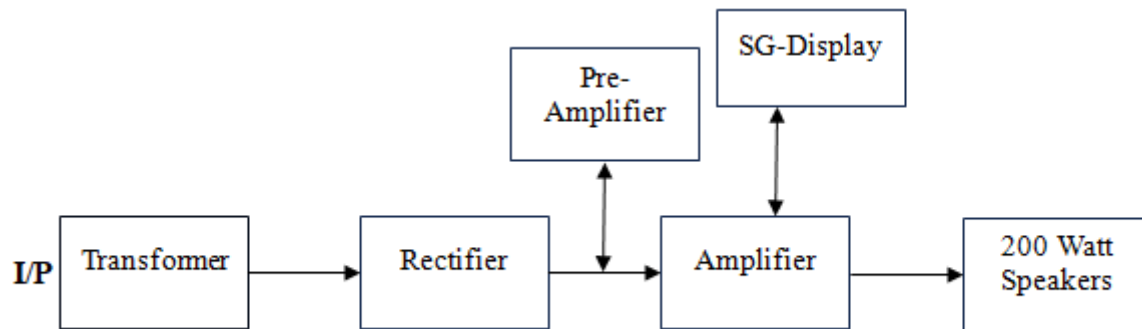 SG-Display
Pre-
Amplifier
I/P
Transformer
Rectifier
Amplifier
200 Watt
Speakers